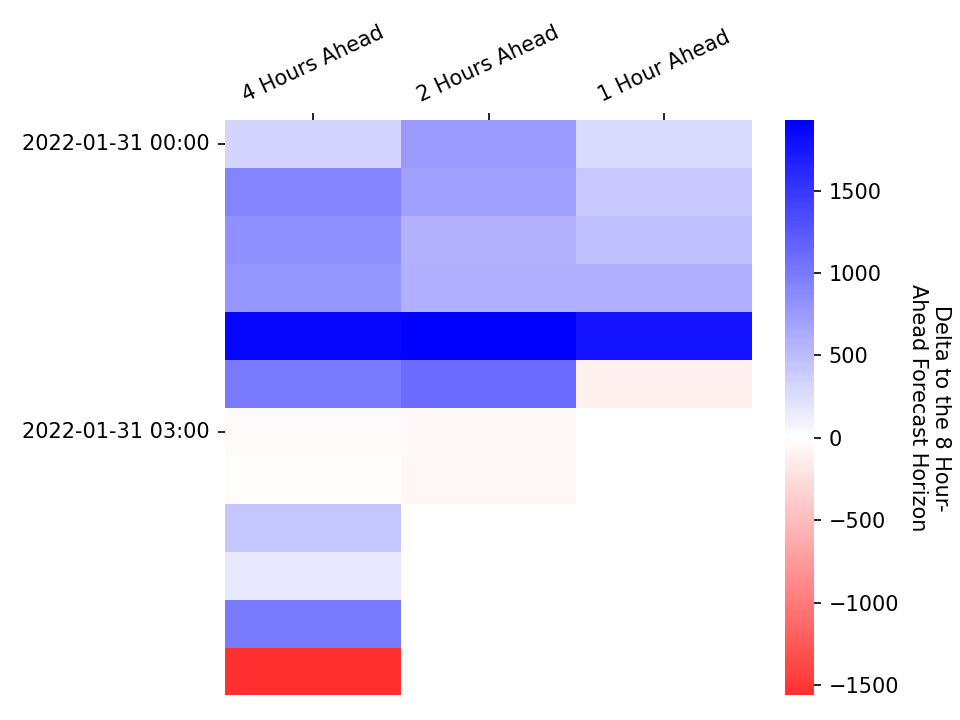 4 Hours Ahead
2 Hours Ahead
1 Hour Ahead
2022-01-31 00:00
2022-01-31 03:00
1500
1000
500
0
−500
−1000
−1500
Delta to the 8 Hour-
Ahead Forecast Horizon